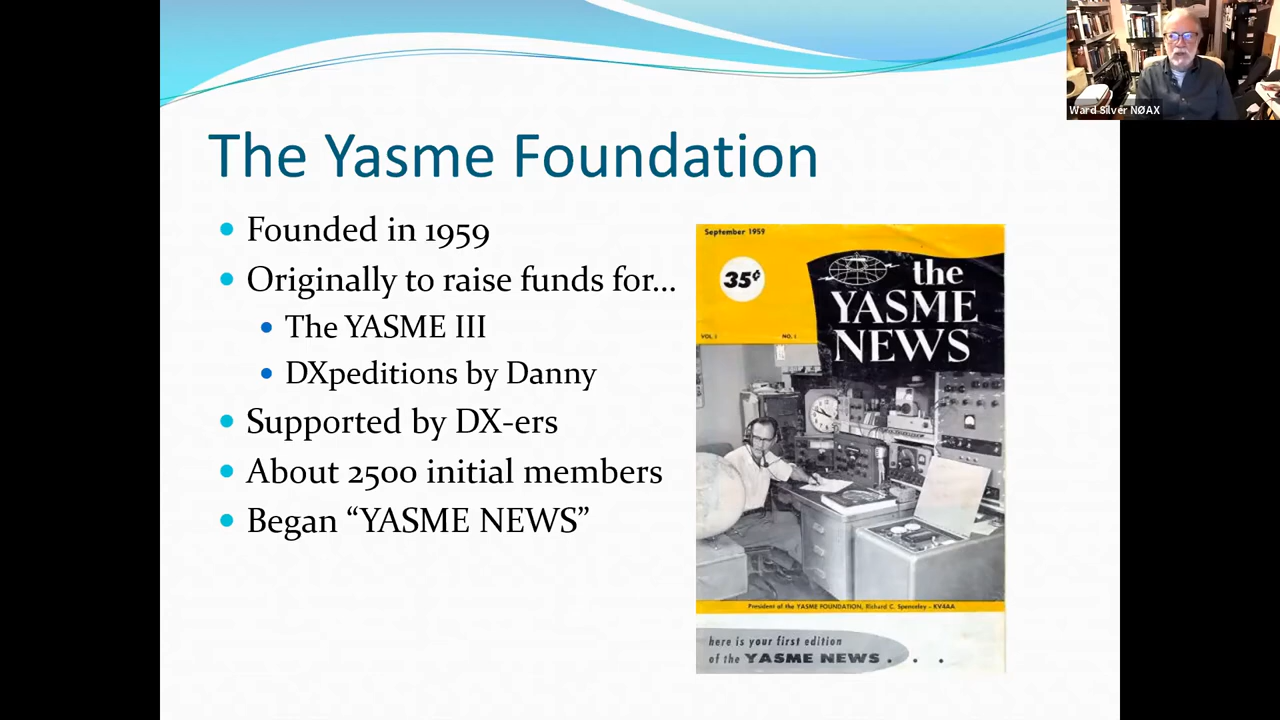 Ward Silver NØAX
The Yasme Foundation
Founded in 1959
Originally to raise funds for...
The YASME III
DXpeditions by Danny
Supported by DX-ers
About 2500 initial members
Began “YASME NEWS”
September 1959
35¢
the
YASME
NEWS
VOL. I NO. 1
President of the YASME FOUNDATION, Richard C. Spenceley - KV4AA
here is your first edition
of the YASME NEWS . . .